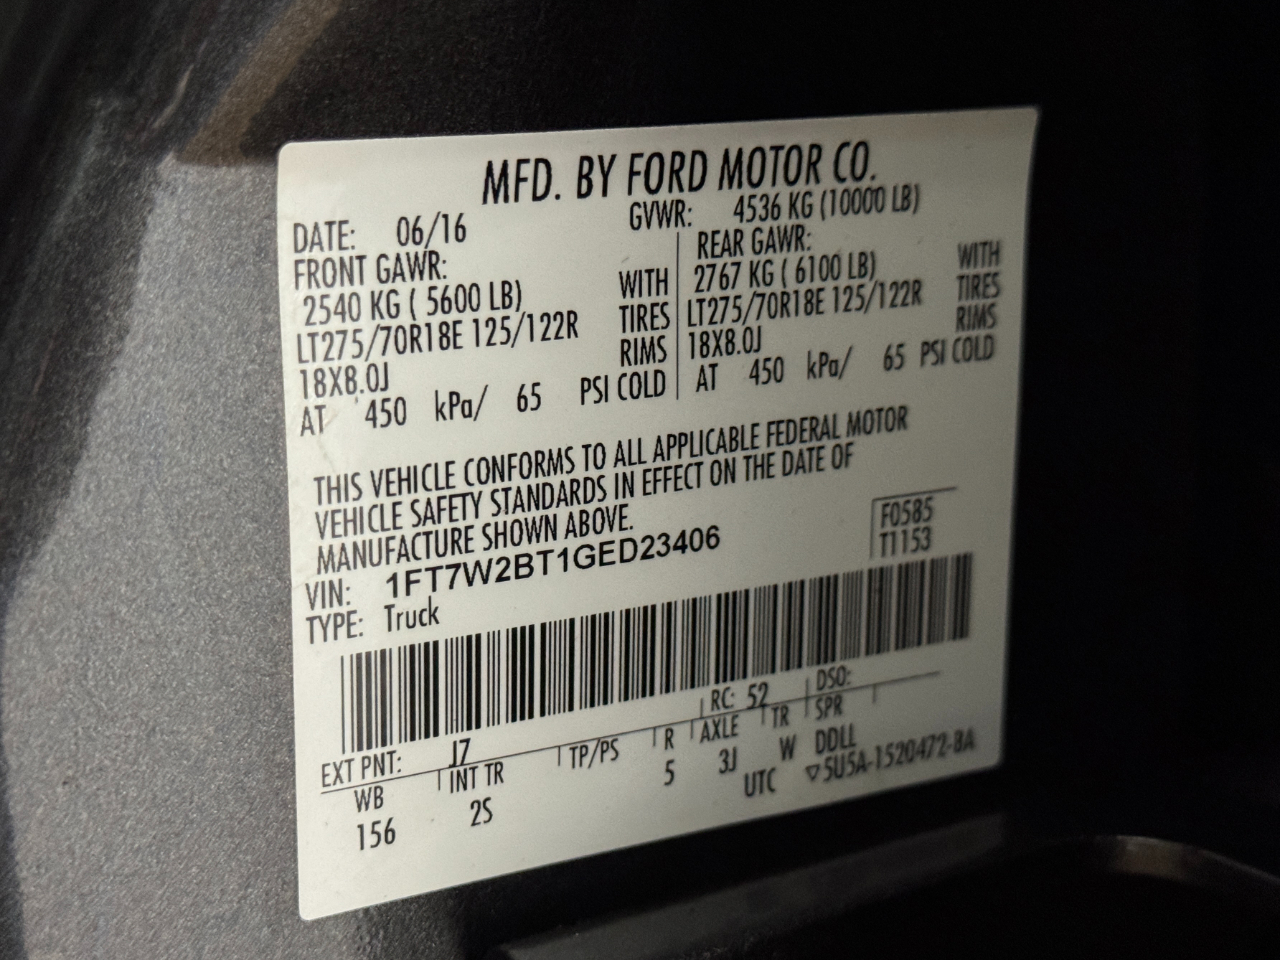 MFD. BY FORD MOTOR CO.
DATE: 06/16 GVWR: 4536 KG (10000 LB)
FRONT GAWR: REAR GAWR:
2540 KG ( 5600 LB) WITH 2767 KG ( 6100 LB) WITH
LT275/70R18E 125/122R TIRES LT275/70R18E 125/122R TIRES
18X8.0J RIMS 18X8.0J RIMS
AT 450 kPa/ 65 PSI COLD AT 450 kPa/ 65 PSI COLD
THIS VEHICLE CONFORMS TO ALL APPLICABLE FEDERAL MOTOR
VEHICLE SAFETY STANDARDS IN EFFECT ON THE DATE OF
MANUFACTURE SHOWN ABOVE.
F0585
VIN: 1FT7W2BT1GED23406 T1153
TYPE: Truck
EXT PNT: J7 RC: 52 DSO:
WB INT TR TP/PS R AXLE TR SPR
156 2S 5 3J W DDLL
UTC ▽5U5A-1520472-BA